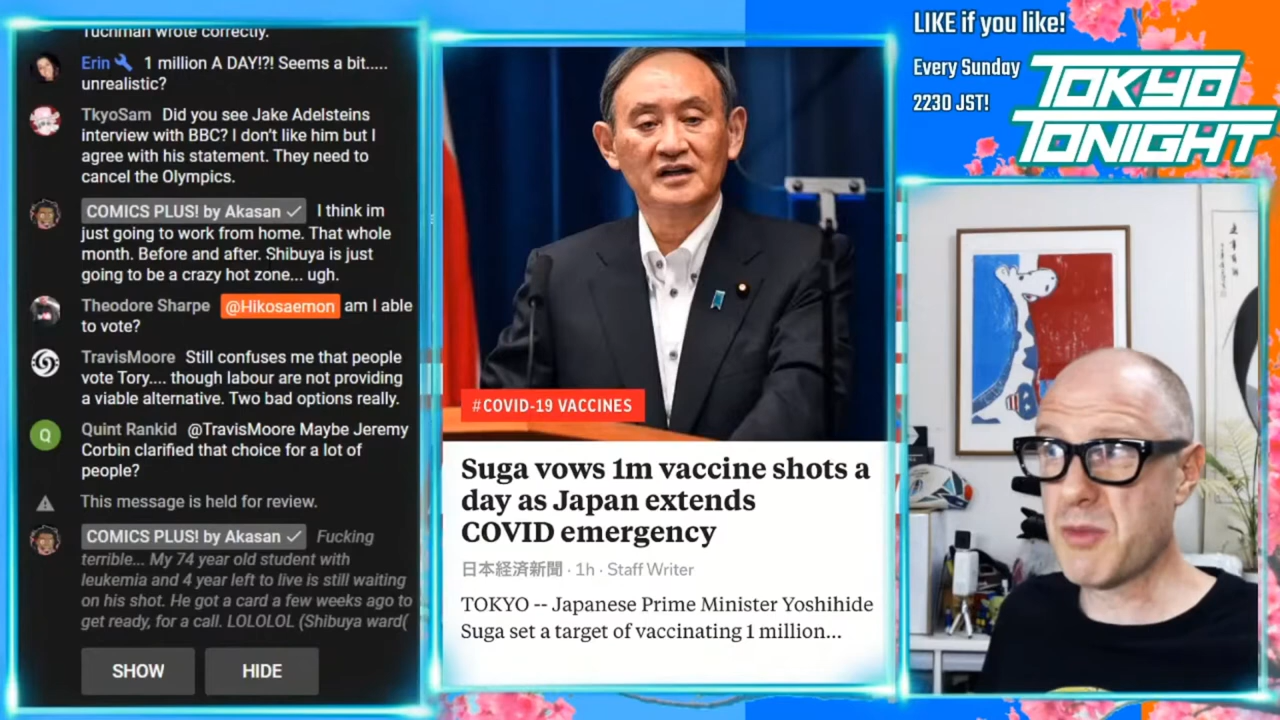 Tuchman wrote correctly.
Erin 1 million A DAY!?! Seems a bit.....
unrealistic?
TkyoSam Did you see Jake Adelsteins
interview with BBC? I don't like him but I
agree with his statement. They need to
cancel the Olympics.
COMICS PLUS! by Akasan I think im
just going to work from home. That whole
month. Before and after. Shibuya is just
going to be a crazy hot zone... ugh.
Theodore Sharpe @Hikosaemon am I able
to vote?
TravisMoore Still confuses me that people
vote Tory.... though labour are not providing
a viable alternative. Two bad options really.
Q
Quint Rankid @TravisMoore Maybe Jeremy
Corbin clarified that choice for a lot of
people?
This message is held for review.
COMICS PLUS! by Akasan Fucking
terrible... My 74 year old student with
leukemia and 4 year left to live is still waiting
on his shot. He got a card a few weeks ago to
get ready, for a call. LOLOLOL (Shibuya ward(
SHOW HIDE
#COVID-19 VACCINES
Suga vows 1m vaccine shots a
day as Japan extends
COVID emergency
日本経済新聞 · 1h · Staff Writer
TOKYO -- Japanese Prime Minister Yoshihide
Suga set a target of vaccinating 1 million...
LIKE if you like!
Every Sunday
2230 JST!
TOKYO
TONIGHT